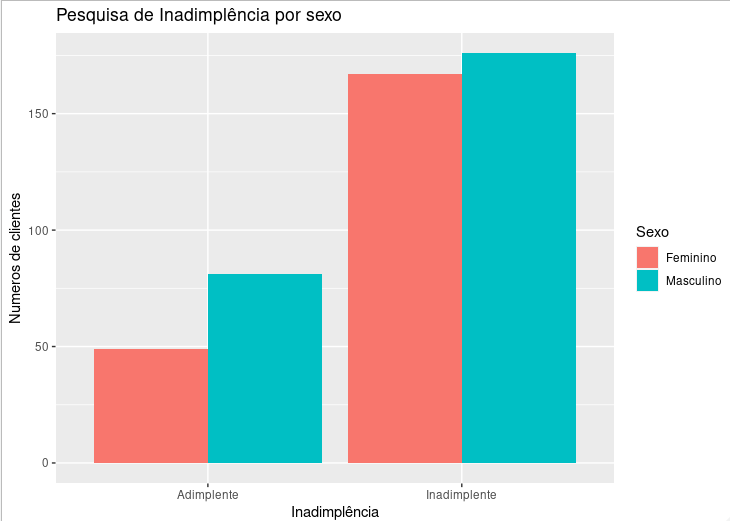 Pesquisa de Inadimplência por sexo
Numeros de clientes
150
100
50
0
Adimplente
Inadimplente
Inadimplência
Sexo
Feminino
Masculino